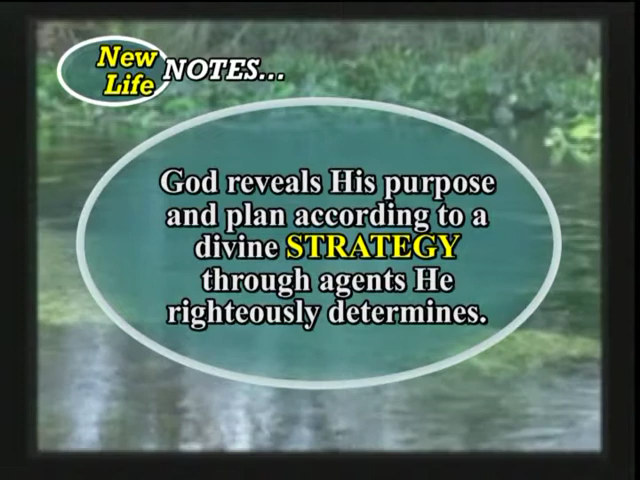 New Life NOTES...
God reveals His purpose
and plan according to a
divine STRATEGY
through agents He
righteously determines.